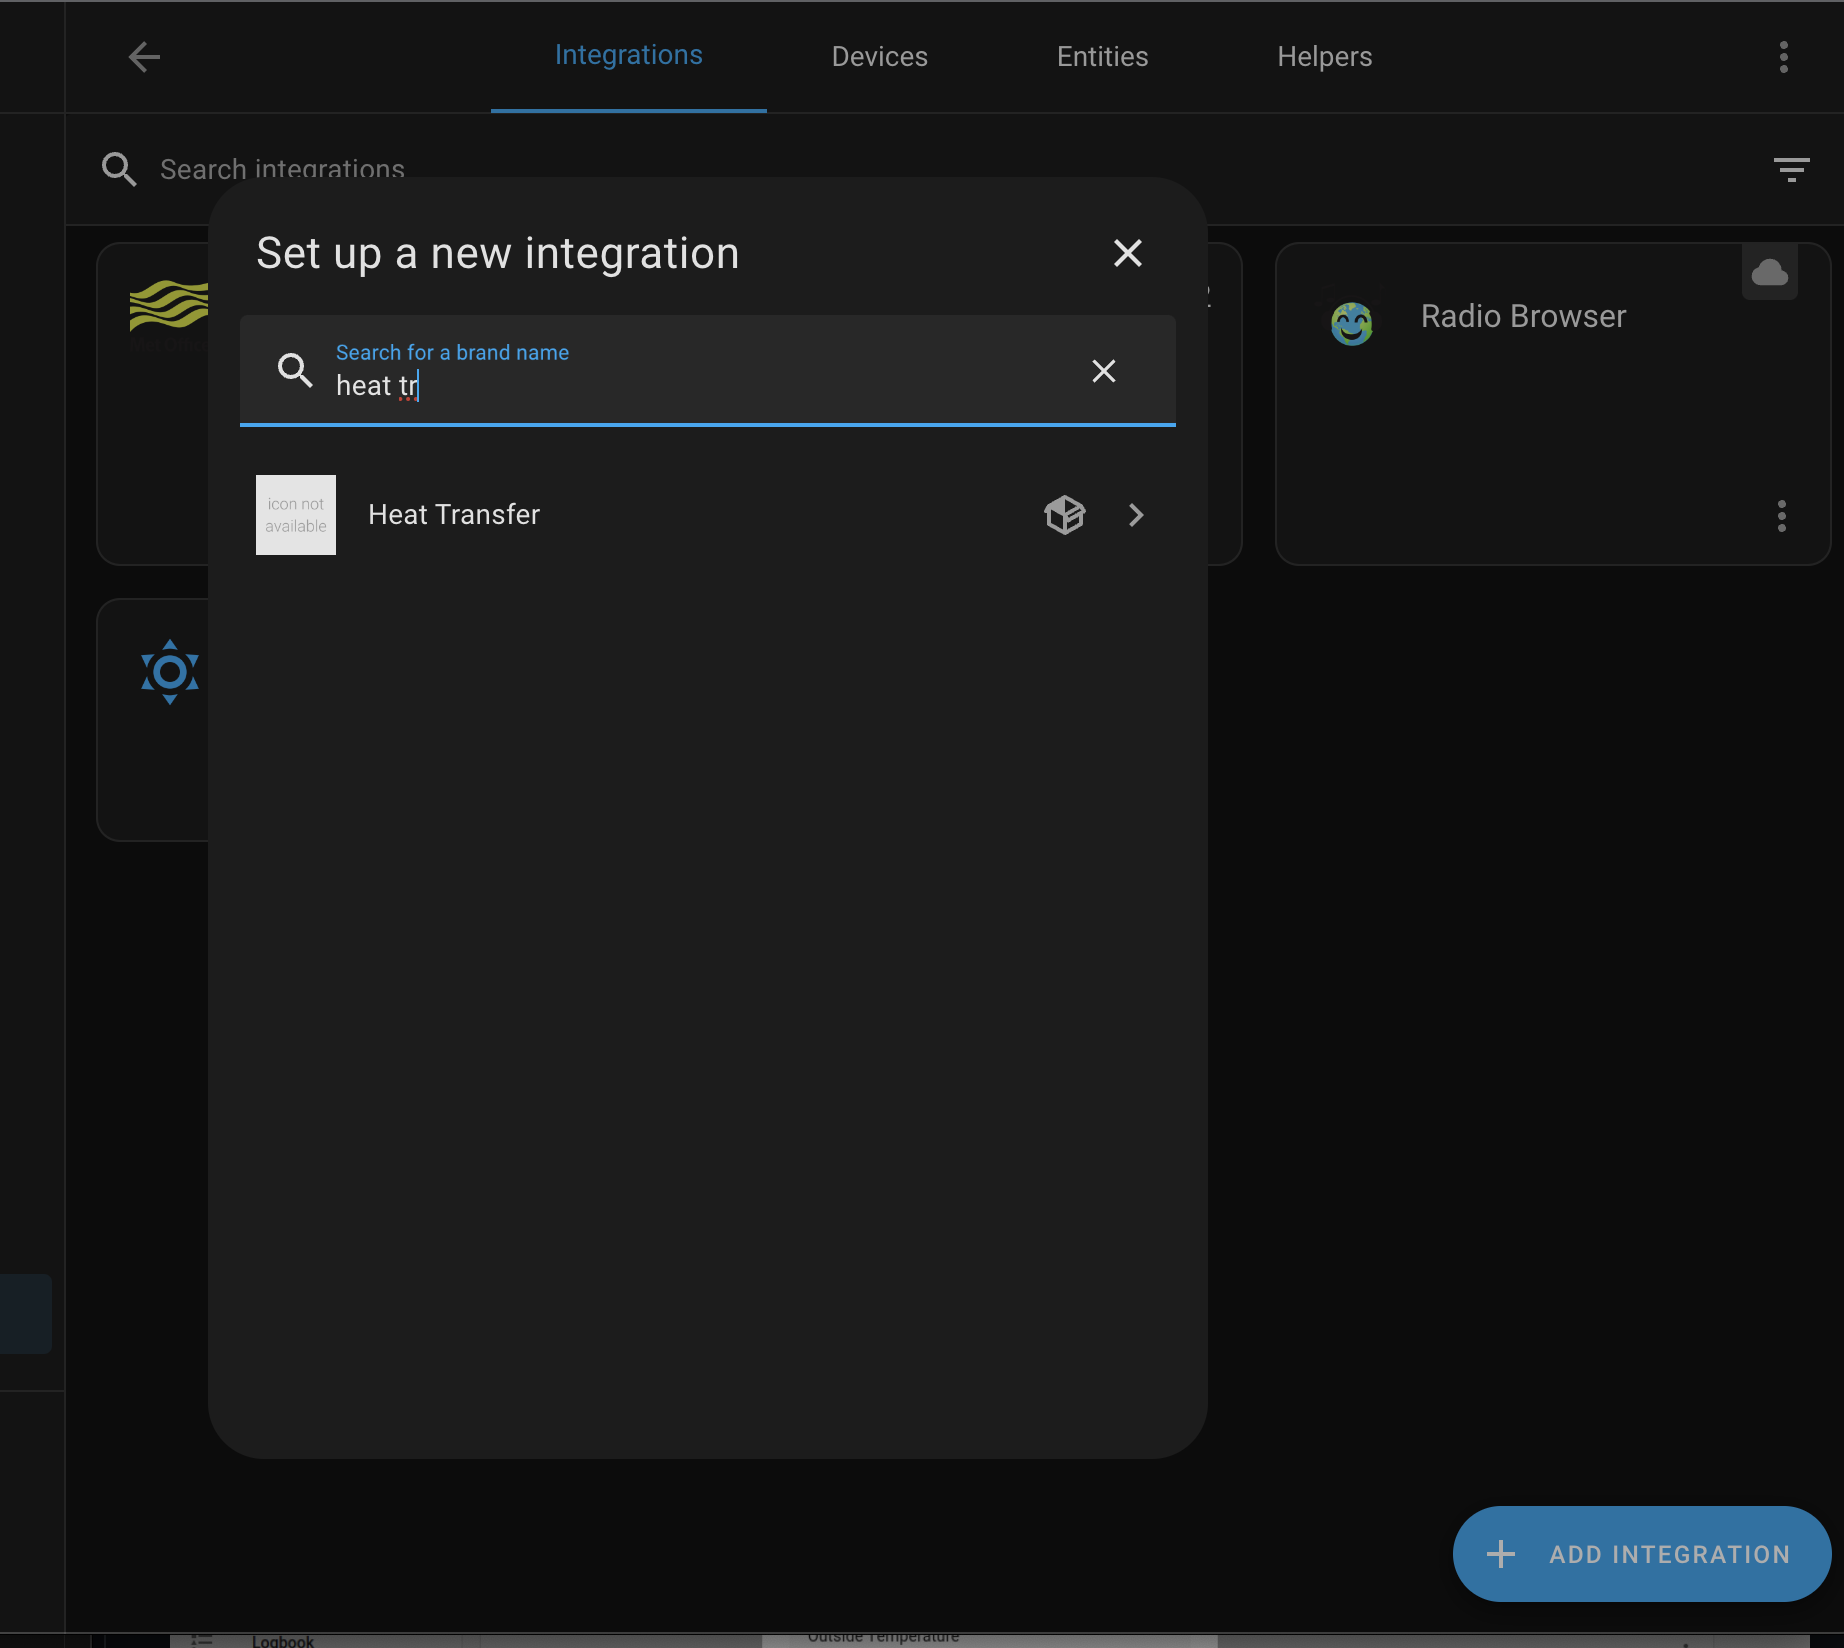 Integrations
Devices
Entities
Helpers
Search integrations
Set up a new integration
Radio Browser
Search for a brand name
heat tr
icon not
available
Heat Transfer
ADD INTEGRATION
Logbook
Outside Temperature